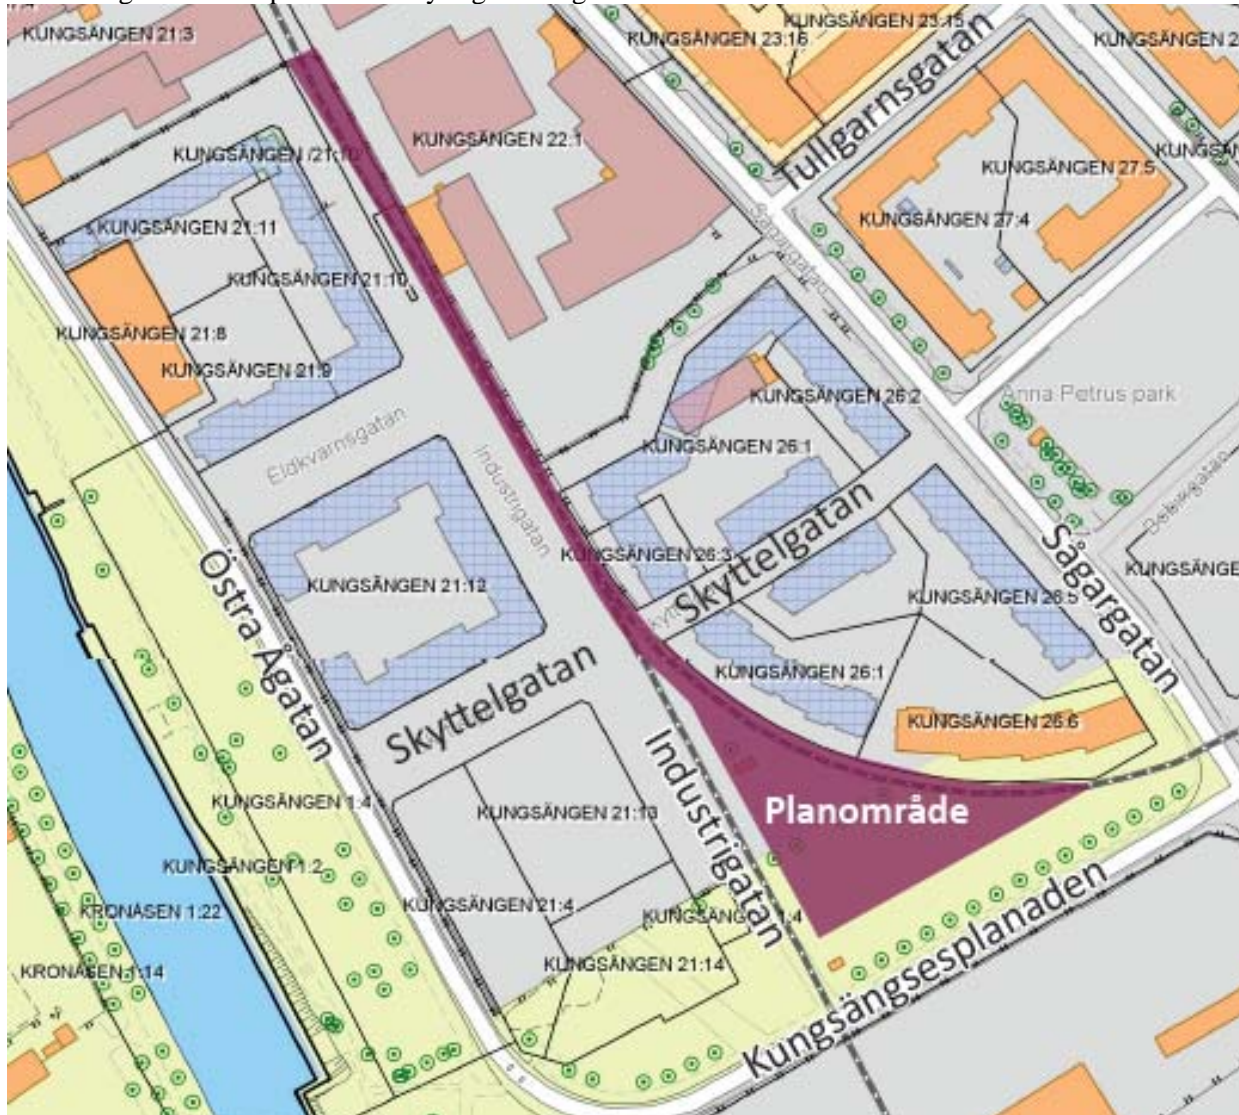 KUNGSÄNGEN 21:3
KUNGSÄNGEN 23:16
KUNGSÄNGEN 23:15
KUNGSÄNGEN 2
Tullgarnsgatan
KUNGSÄNGEN 22:1
KUNGSÄNGEN 27:5
KUNGSÄN
KUNGSÄNGEN 27:4
KUNGSÄNGEN 21:11
Sågargatan
KUNGSÄNGEN 21:10
KUNGSÄNGEN 21:8
KUNGSÄNGEN 21:9
Anna Petrus park
KUNGSÄNGEN 26:2
Eldkvarnsgatan
KUNGSÄNGEN 26:1
Industrigatan
Skyttelgatan
KUNGSÄNGEN 26:3
Östra Ågatan
KUNGSÄNGEN 21:12
Sågargatan
KUNGSÄNGE
KUNGSÄNGEN 26:5
Skyttelgatan
KUNGSÄNGEN 26:1
KUNGSÄNGEN 26:6
Industrigatan
KUNGSÄNGEN 1:4
KUNGSÄNGEN 21:13
Planområde
KUNGSÄNGEN 1:2
KRONÅSEN 1:22
KUNGSÄNGEN 21:4
KUNGSÄNGEN 1:4
KRONÅSEN 1:14
KUNGSÄNGEN 21:14
Kungsängsesplanaden